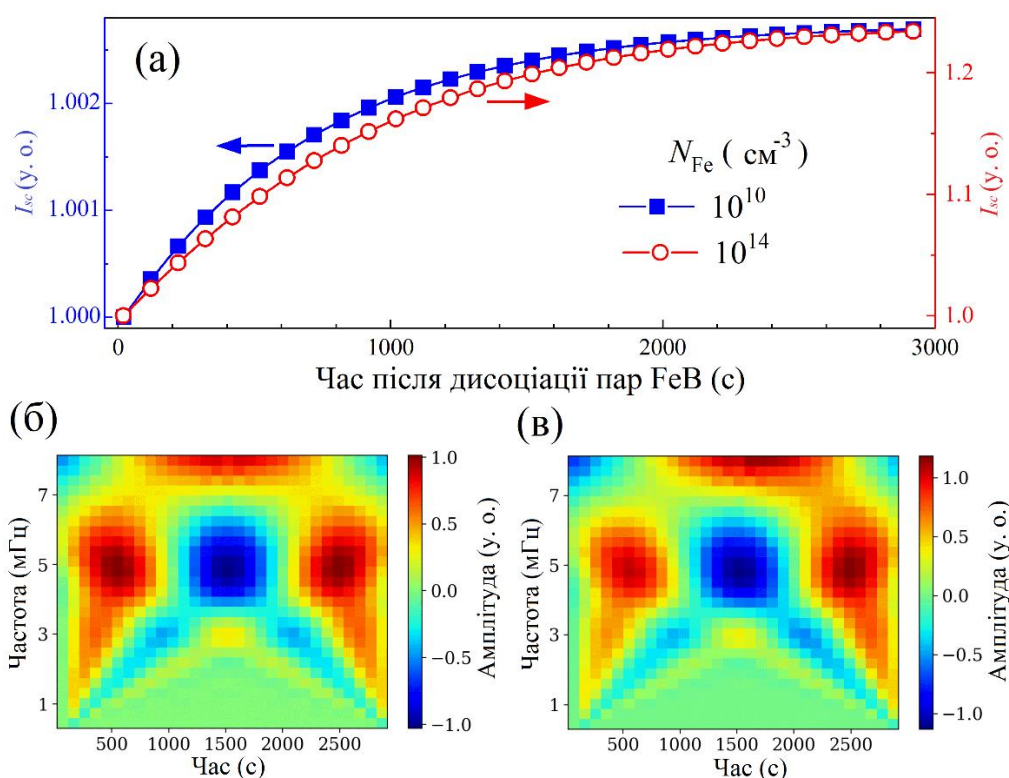 (а)
1.002
1.001
1.000
I_sc (у. о.)
N_Fe ( см^-3)
10^10
10^14
1.2
1.1
1.0
I_sc (у. о.)
0 1000 2000 3000
Час після дисоціації пар FeB (с)
(б)
7
5
3
1
Частота (мГц)
500 1000 1500 2000 2500
Час (с)
1.0
0.5
0.0
−0.5
−1.0
Амплітуда (у. о.)
(в)
7
5
3
1
Частота (мГц)
500 1000 1500 2000 2500
Час (с)
1.0
0.5
0.0
−0.5
−1.0
Амплітуда (у. о.)